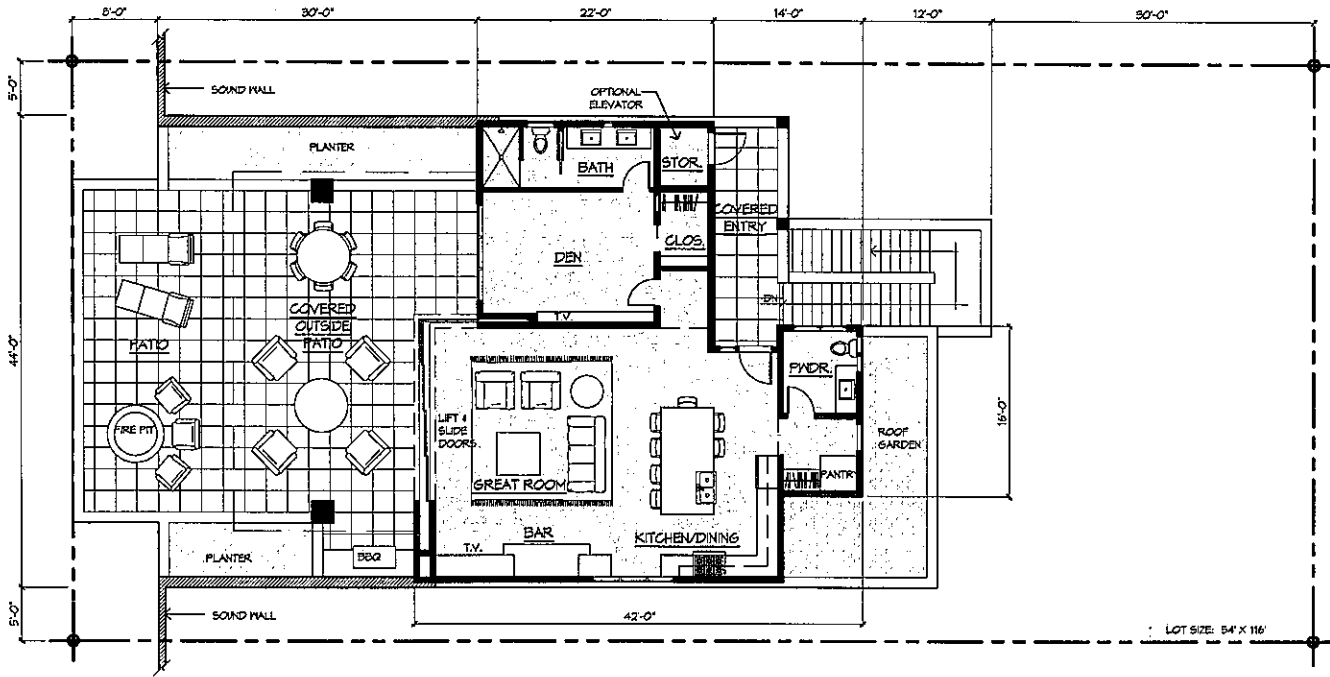 8'-0"
30'-0"
22'-0"
14'-0"
12'-0"
30'-0"
5'-0"
SOUND WALL
OPTIONAL
ELEVATOR
PLANTER
BATH
STOR.
COVERED
ENTRY
CLOS.
DEN
DN
T.V.
COVERED
OUTSIDE
PATIO
PATIO
44'-0"
PWDR.
16'-0"
FIRE PIT
LIFT &
SLIDE
DOORS
ROOF
GARDEN
PANTRY
GREAT ROOM
BAR
KITCHEN/DINING
T.V.
PLANTER
BBQ
5'-0"
SOUND WALL
42'-0"
LOT SIZE: 54' X 116'